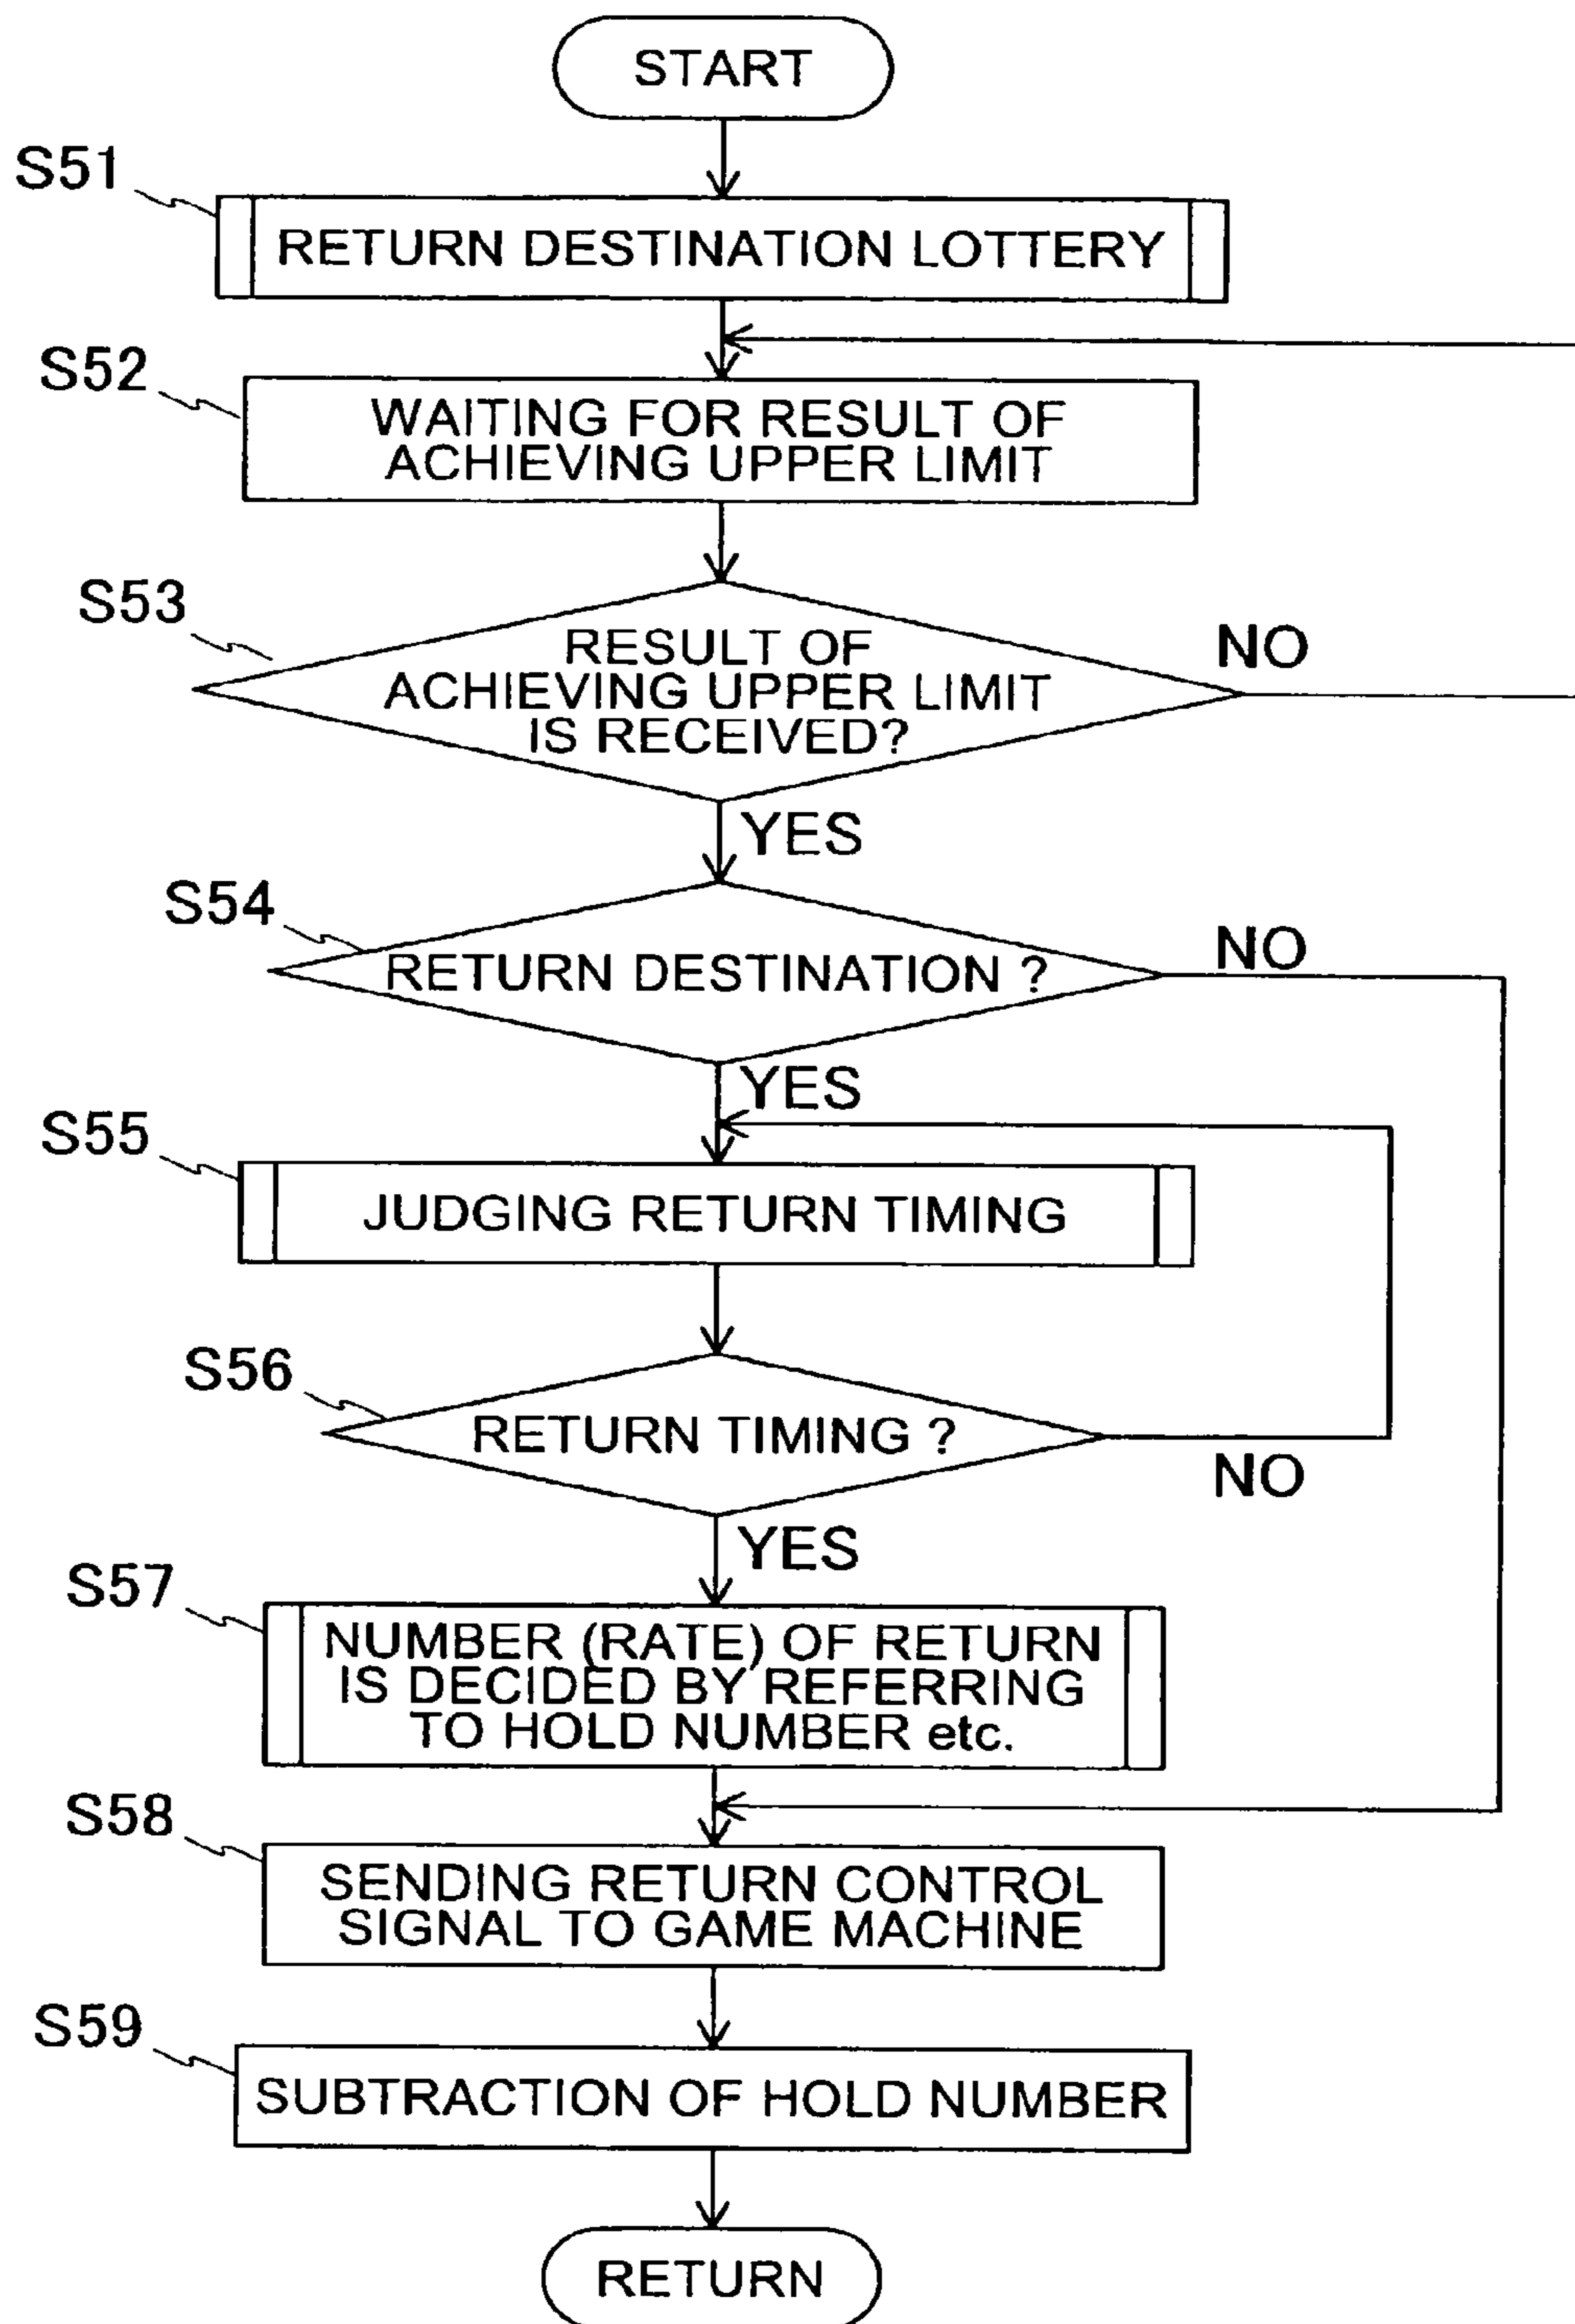 START
S51
RETURN DESTINATION LOTTERY
S52
WAITING FOR RESULT OF
ACHIEVING UPPER LIMIT
S53
RESULT OF
ACHIEVING UPPER LIMIT
IS RECEIVED?
NO
YES
S54
RETURN DESTINATION ?
NO
YES
S55
JUDGING RETURN TIMING
S56
RETURN TIMING ?
NO
YES
S57
NUMBER (RATE) OF RETURN
IS DECIDED BY REFERRING
TO HOLD NUMBER etc.
S58
SENDING RETURN CONTROL
SIGNAL TO GAME MACHINE
S59
SUBTRACTION OF HOLD NUMBER
RETURN